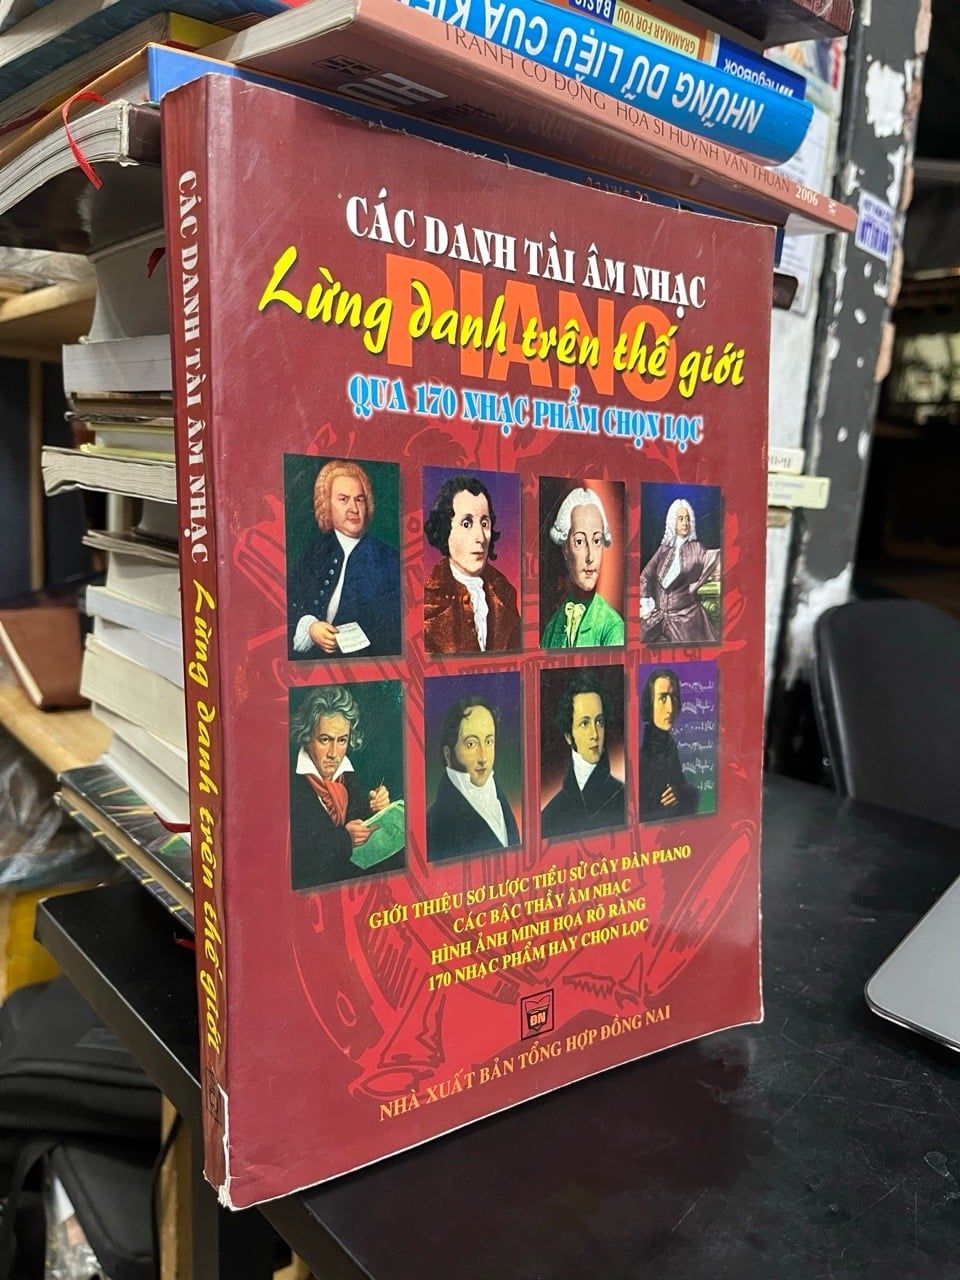 BASIC
GRAMMAR FOR YOU
MegaBook
NHỮNG DỮ LIỆU CỦA
TRANH CỔ ĐỘNG HỌA SĨ HUỲNH VĂN THUẬN 2006
CÁC DANH TÀI ÂM NHẠC
PIANO
Lừng danh trên thế giới
QUA 170 NHẠC PHẨM CHỌN LỌC
GIỚI THIỆU SƠ LƯỢC TIỂU SỬ CÂY ĐÀN PIANO
CÁC BẬC THẦY ÂM NHẠC
HÌNH ẢNH MINH HỌA RÕ RÀNG
170 NHẠC PHẨM HAY CHỌN LỌC
ĐN
NHÀ XUẤT BẢN TỔNG HỢP ĐỒNG NAI
CÁC DANH TÀI ÂM NHẠC Lừng danh trên thế giới